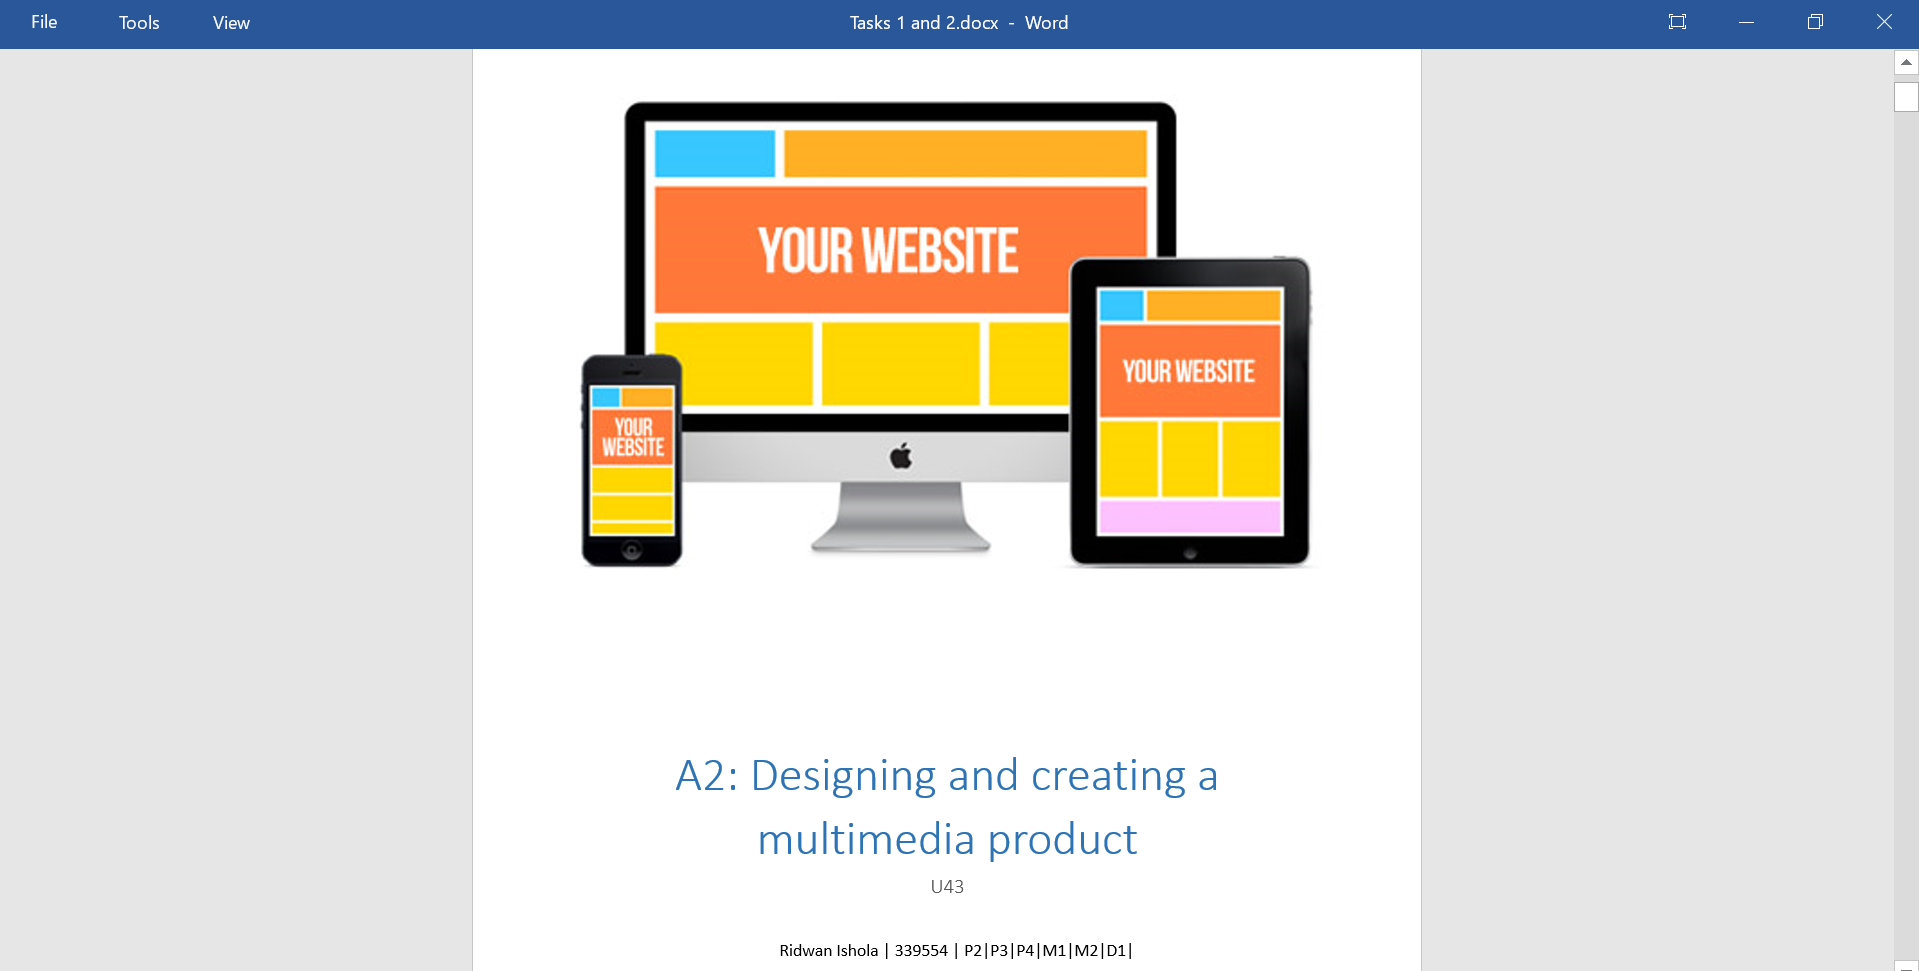 File Tools View Tasks 1 and 2.docx - Word
YOUR WEBSITE
YOUR WEBSITE
YOUR
WEBSITE
A2: Designing and creating a
multimedia product
U43
Ridwan Ishola | 339554 | P2|P3|P4|M1|M2|D1|